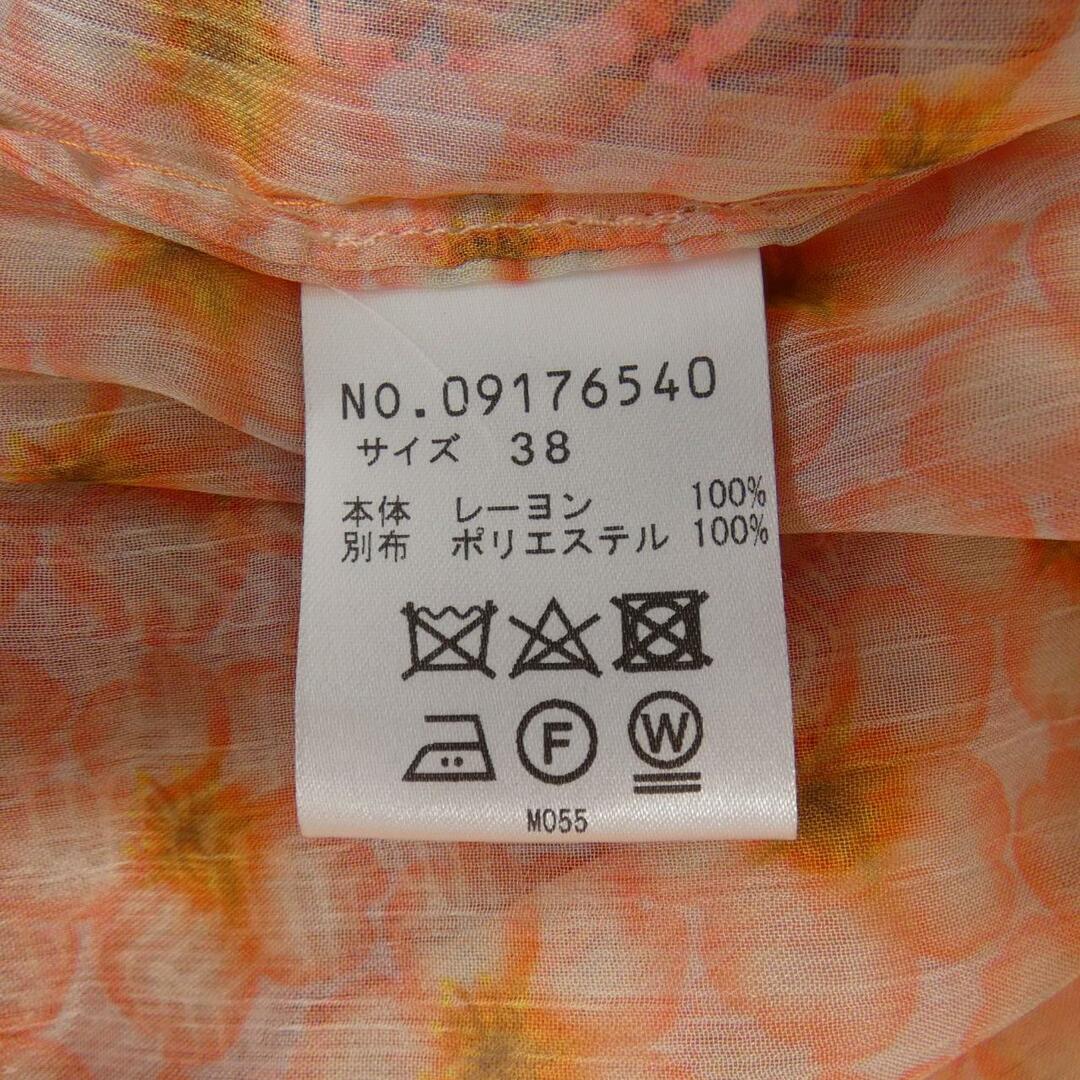 NO.09176540
サイズ 38
本体 レーヨン 100%
別布 ポリエステル 100%
F W
M055